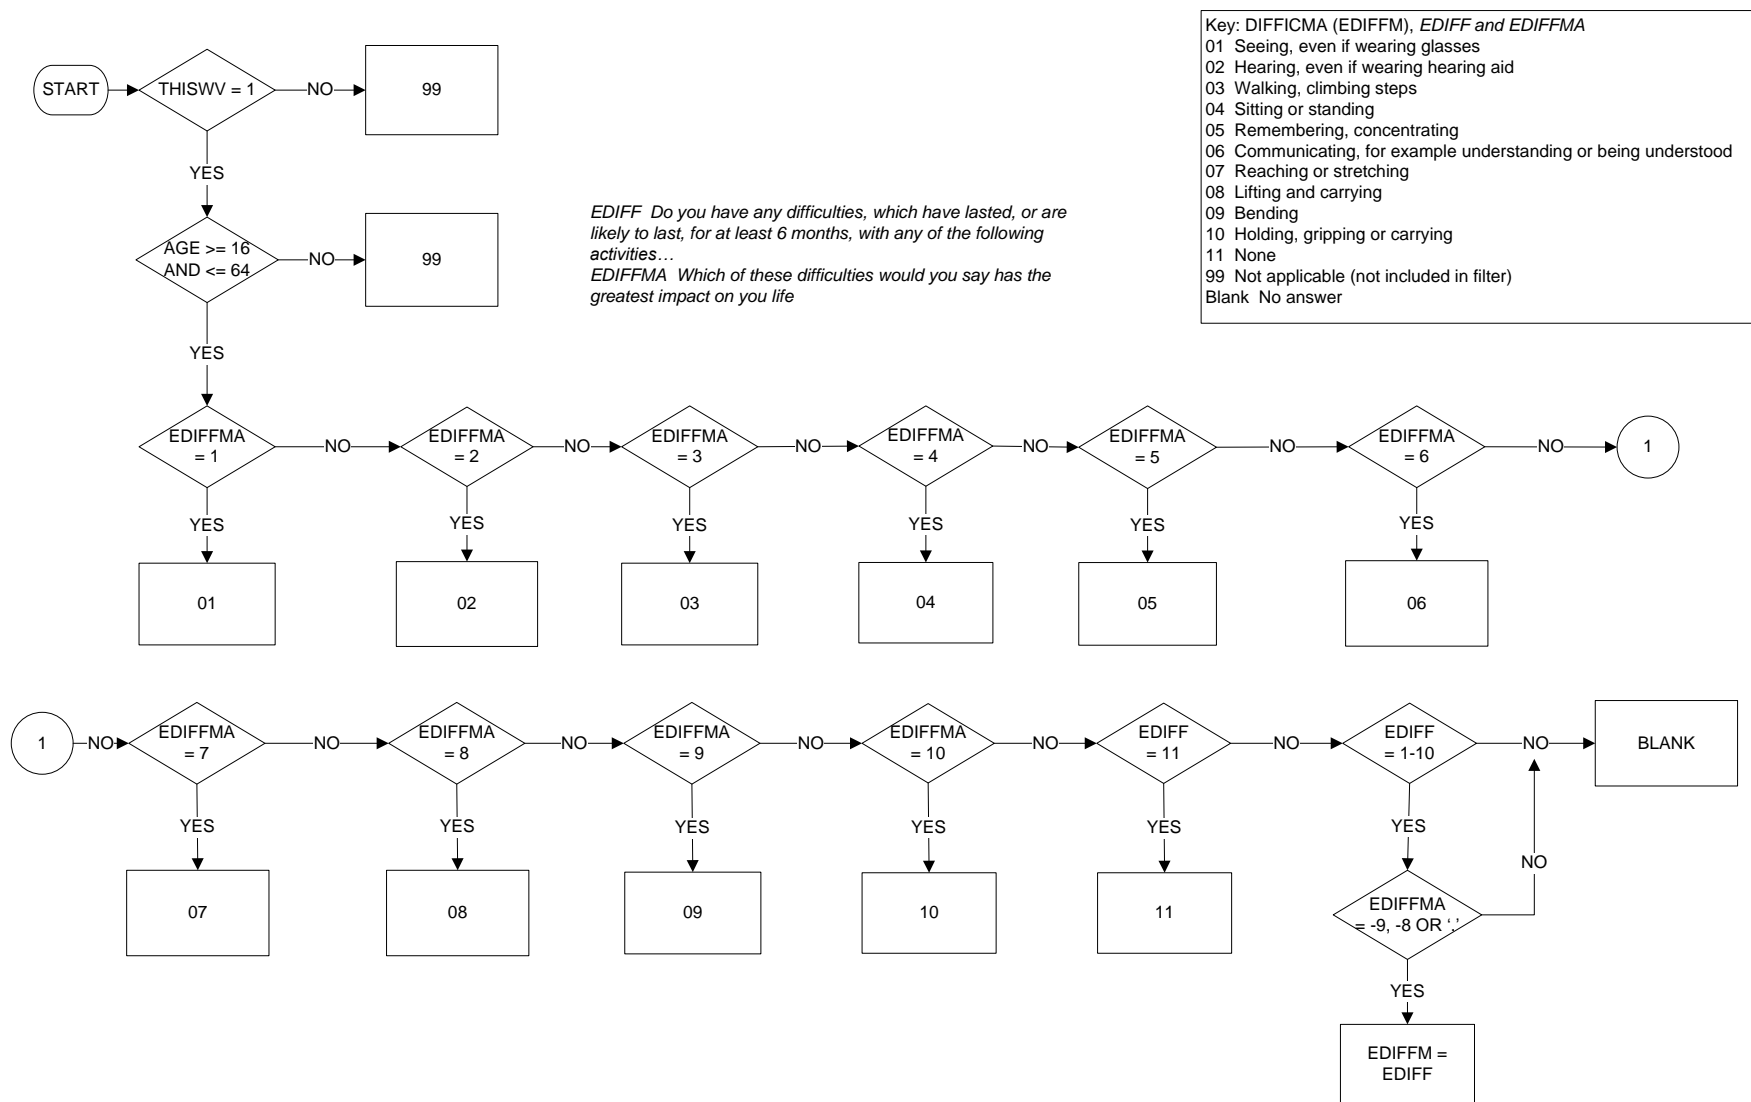 Key: DIFFICMA (EDIFFM), EDIFF and EDIFFMA
01 Seeing, even if wearing glasses
02 Hearing, even if wearing hearing aid
03 Walking, climbing steps
04 Sitting or standing
05 Remembering, concentrating
06 Communicating, for example understanding or being understood
07 Reaching or stretching
08 Lifting and carrying
09 Bending
10 Holding, gripping or carrying
11 None
99 Not applicable (not included in filter)
Blank No answer
START
THISWV = 1
NO
99
YES
AGE >= 16
AND <= 64
NO
99
EDIFF Do you have any difficulties, which have lasted, or are
likely to last, for at least 6 months, with any of the following
activities…
EDIFFMA Which of these difficulties would you say has the
greatest impact on you life
YES
EDIFFMA
= 1
NO
EDIFFMA
= 2
NO
EDIFFMA
= 3
NO
EDIFFMA
= 4
NO
EDIFFMA
= 5
NO
EDIFFMA
= 6
NO
1
YES
YES
YES
YES
YES
YES
01
02
03
04
05
06
1
NO
EDIFFMA
= 7
NO
EDIFFMA
= 8
NO
EDIFFMA
= 9
NO
EDIFFMA
= 10
NO
EDIFF
= 11
NO
EDIFF
= 1-10
NO
BLANK
YES
YES
YES
YES
YES
YES
NO
07
08
09
10
11
EDIFFMA
= -9, -8 OR ‘.’
YES
EDIFFM =
EDIFF